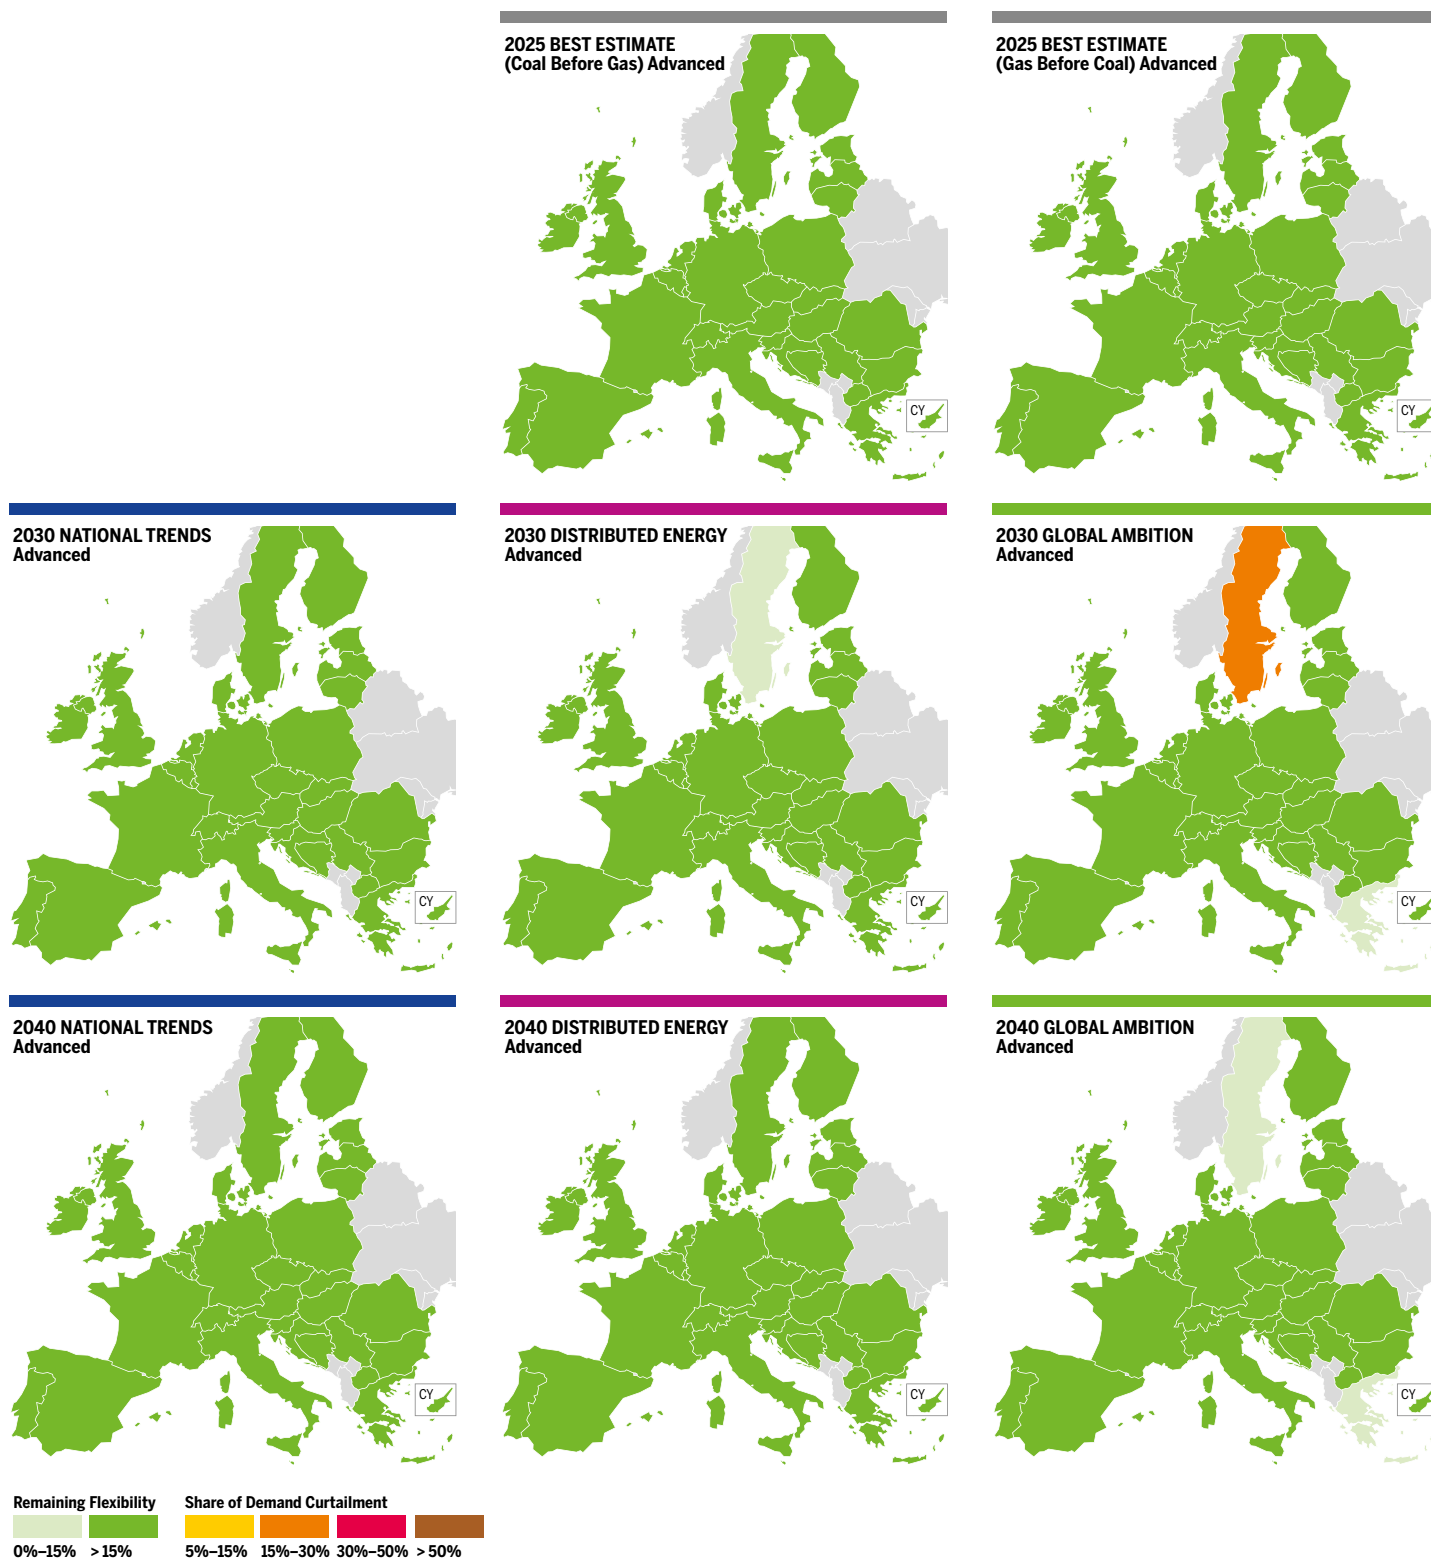 2025 BEST ESTIMATE
(Coal Before Gas) Advanced
2025 BEST ESTIMATE
(Gas Before Coal) Advanced
CY
CY
2030 NATIONAL TRENDS
Advanced
2030 DISTRIBUTED ENERGY
Advanced
2030 GLOBAL AMBITION
Advanced
CY
CY
CY
2040 NATIONAL TRENDS
Advanced
2040 DISTRIBUTED ENERGY
Advanced
2040 GLOBAL AMBITION
Advanced
CY
CY
CY
Remaining Flexibility
Share of Demand Curtailment
0%–15% > 15% 5%–15% 15%–30% 30%–50% > 50%